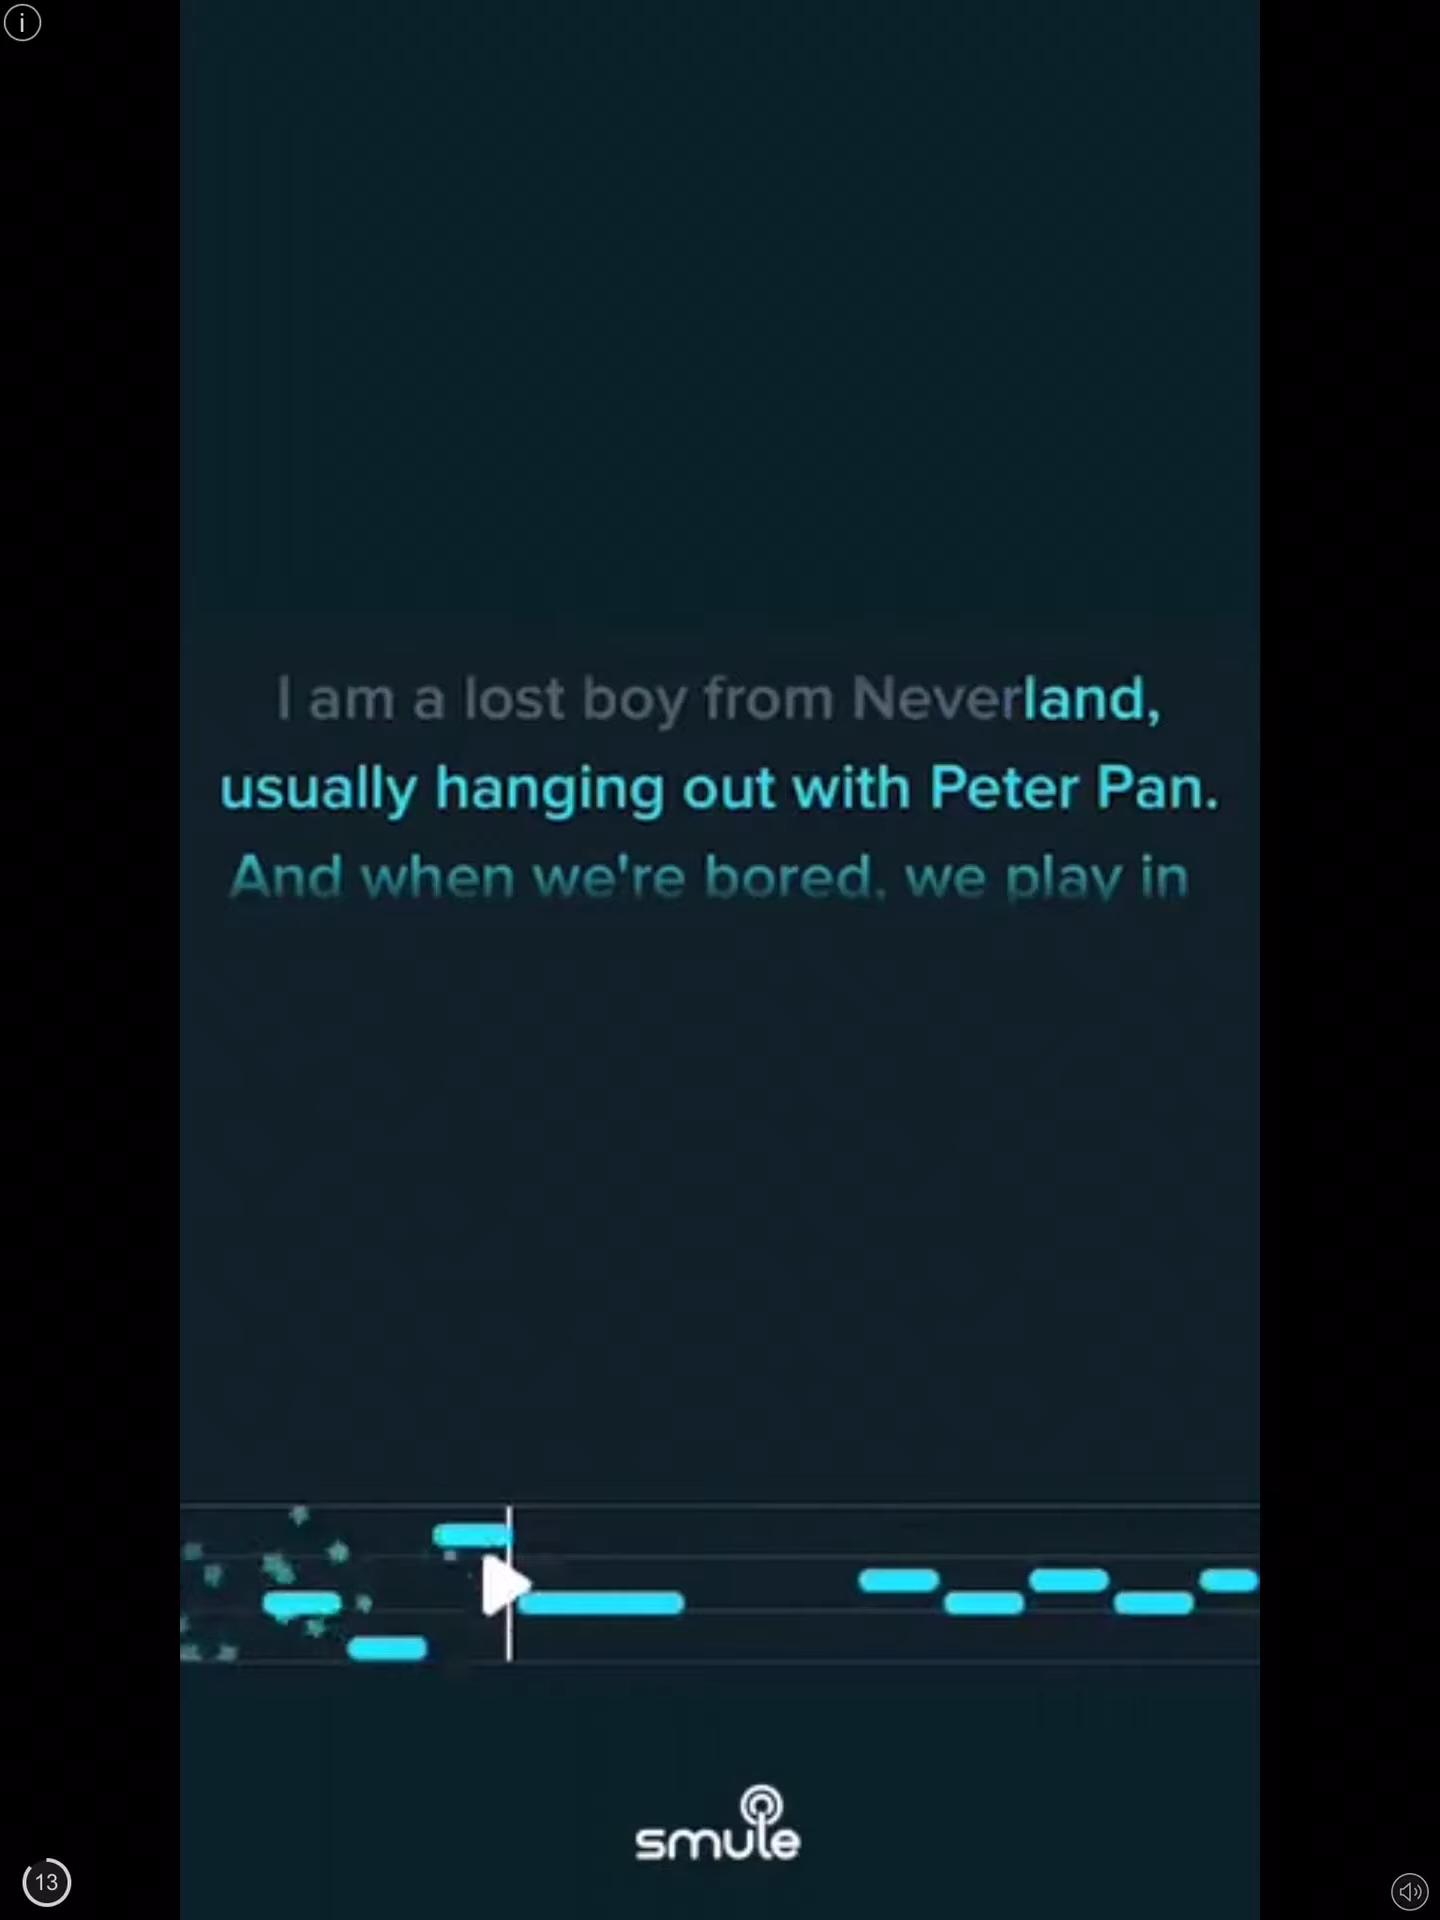 i
I am a lost boy from Neverland,
usually hanging out with Peter Pan.
And when we're bored, we play in
smule
13